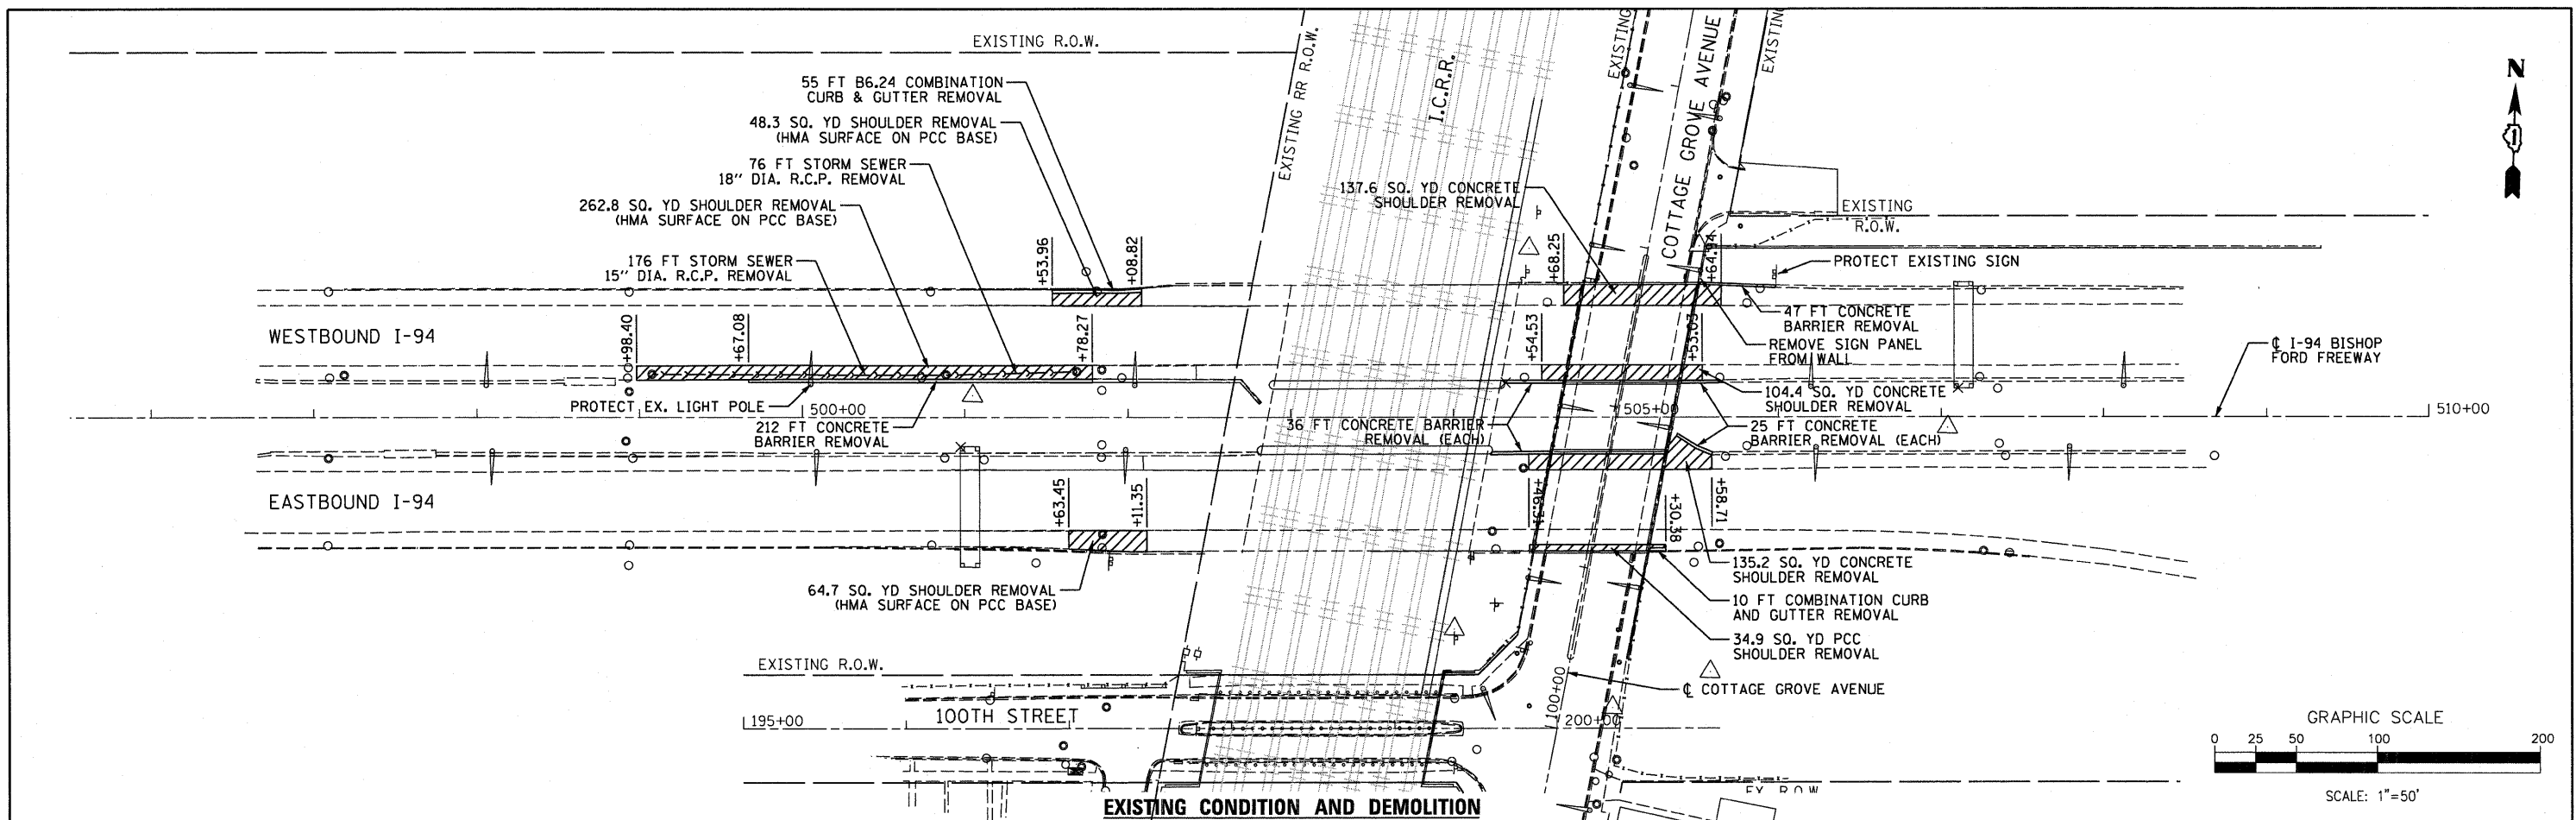 EXISTING R.O.W.
EXISTING RR R.O.W.
I.C.R.R.
EXISTING
COTTAGE GROVE AVENUE
EXISTING
N
55 FT B6.24 COMBINATION
CURB & GUTTER REMOVAL
48.3 SQ. YD SHOULDER REMOVAL
(HMA SURFACE ON PCC BASE)
76 FT STORM SEWER
18" DIA. R.C.P. REMOVAL
262.8 SQ. YD SHOULDER REMOVAL
(HMA SURFACE ON PCC BASE)
176 FT STORM SEWER
15" DIA. R.C.P. REMOVAL
137.6 SQ. YD CONCRETE
SHOULDER REMOVAL
EXISTING
R.O.W.
COTTAGE GROVE AVENUE
+53.96
+08.82
+68.25
+64.94
PROTECT EXISTING SIGN
WESTBOUND I-94
+98.40
+67.08
+78.27
+54.53
+53.03
47 FT CONCRETE
BARRIER REMOVAL
REMOVE SIGN PANEL
FROM WALL
℄ I-94 BISHOP
FORD FREEWAY
PROTECT EX. LIGHT POLE
500+00
505+00
510+00
104.4 SQ. YD CONCRETE
SHOULDER REMOVAL
212 FT CONCRETE
BARRIER REMOVAL
36 FT CONCRETE BARRIER
REMOVAL (EACH)
25 FT CONCRETE
BARRIER REMOVAL (EACH)
EASTBOUND I-94
+63.45
+11.35
+46.31
+30.38
+58.71
64.7 SQ. YD SHOULDER REMOVAL
(HMA SURFACE ON PCC BASE)
135.2 SQ. YD CONCRETE
SHOULDER REMOVAL
10 FT COMBINATION CURB
AND GUTTER REMOVAL
34.9 SQ. YD PCC
SHOULDER REMOVAL
EXISTING R.O.W.
℄ COTTAGE GROVE AVENUE
100+00
195+00
100TH STREET
200+00
GRAPHIC SCALE
0 25 50 100 200
SCALE: 1"=50'
EX. R.O.W.
EXISTING CONDITION AND DEMOLITION